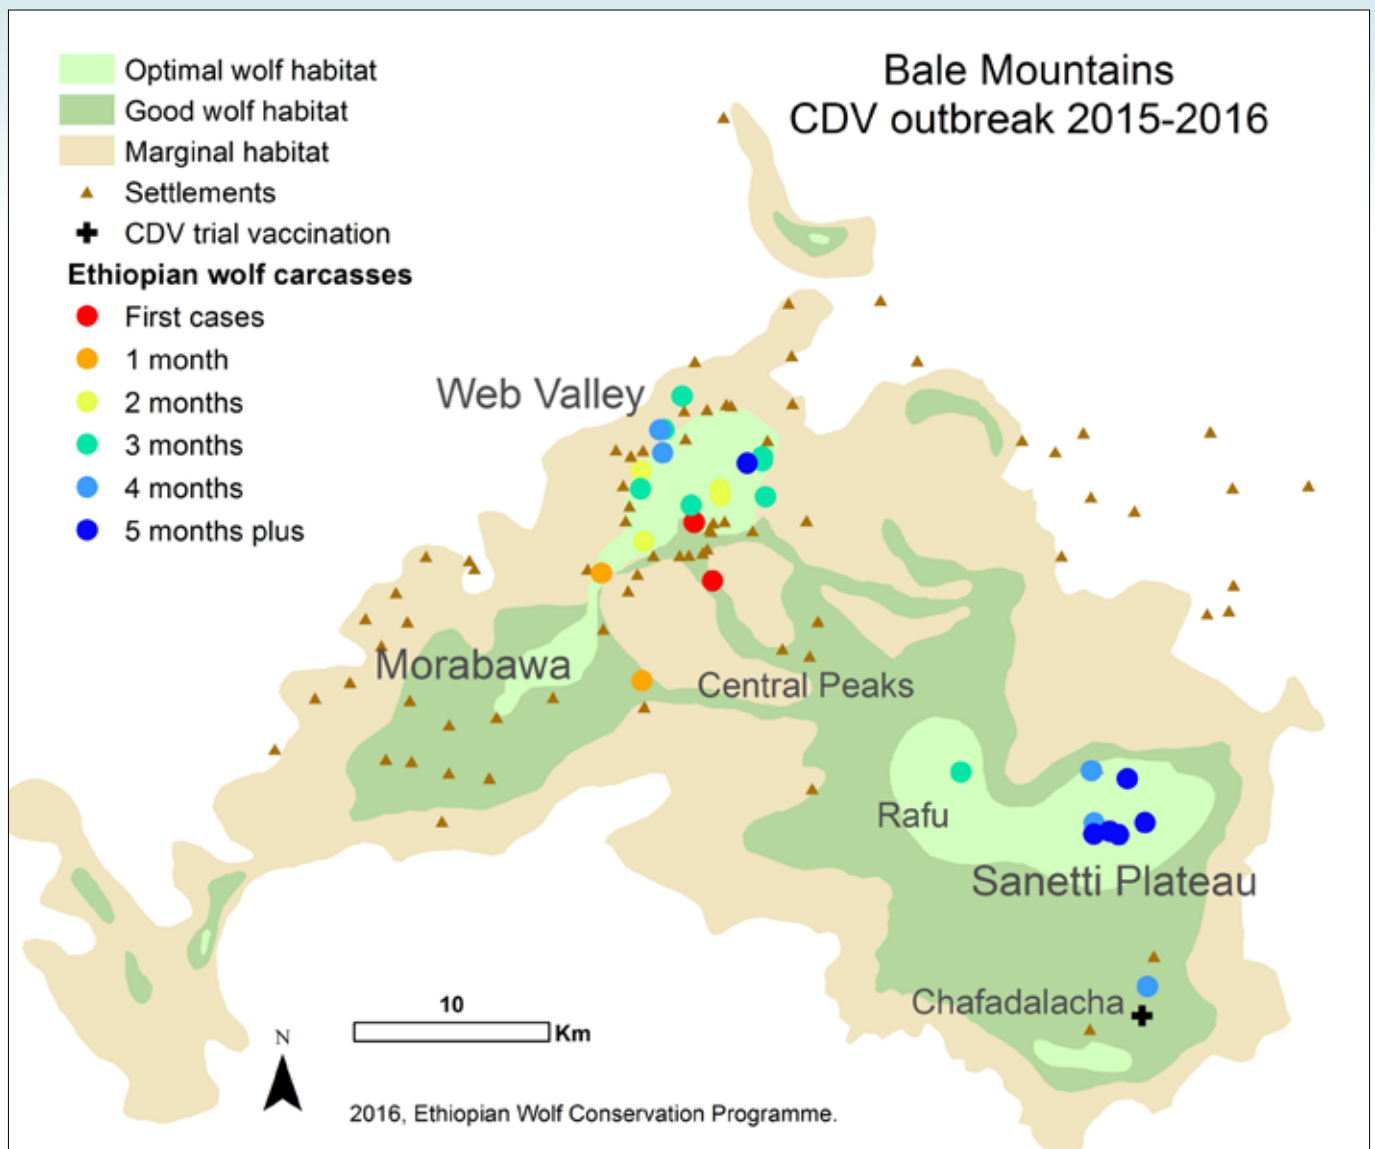 Optimal wolf habitat
Good wolf habitat
Marginal habitat
Settlements
CDV trial vaccination
Ethiopian wolf carcasses
First cases
1 month
2 months
3 months
4 months
5 months plus
Bale Mountains
CDV outbreak 2015-2016
Web Valley
Morabawa
Central Peaks
Rafu
Sanetti Plateau
Chafadalacha
10
Km
N
2016, Ethiopian Wolf Conservation Programme.